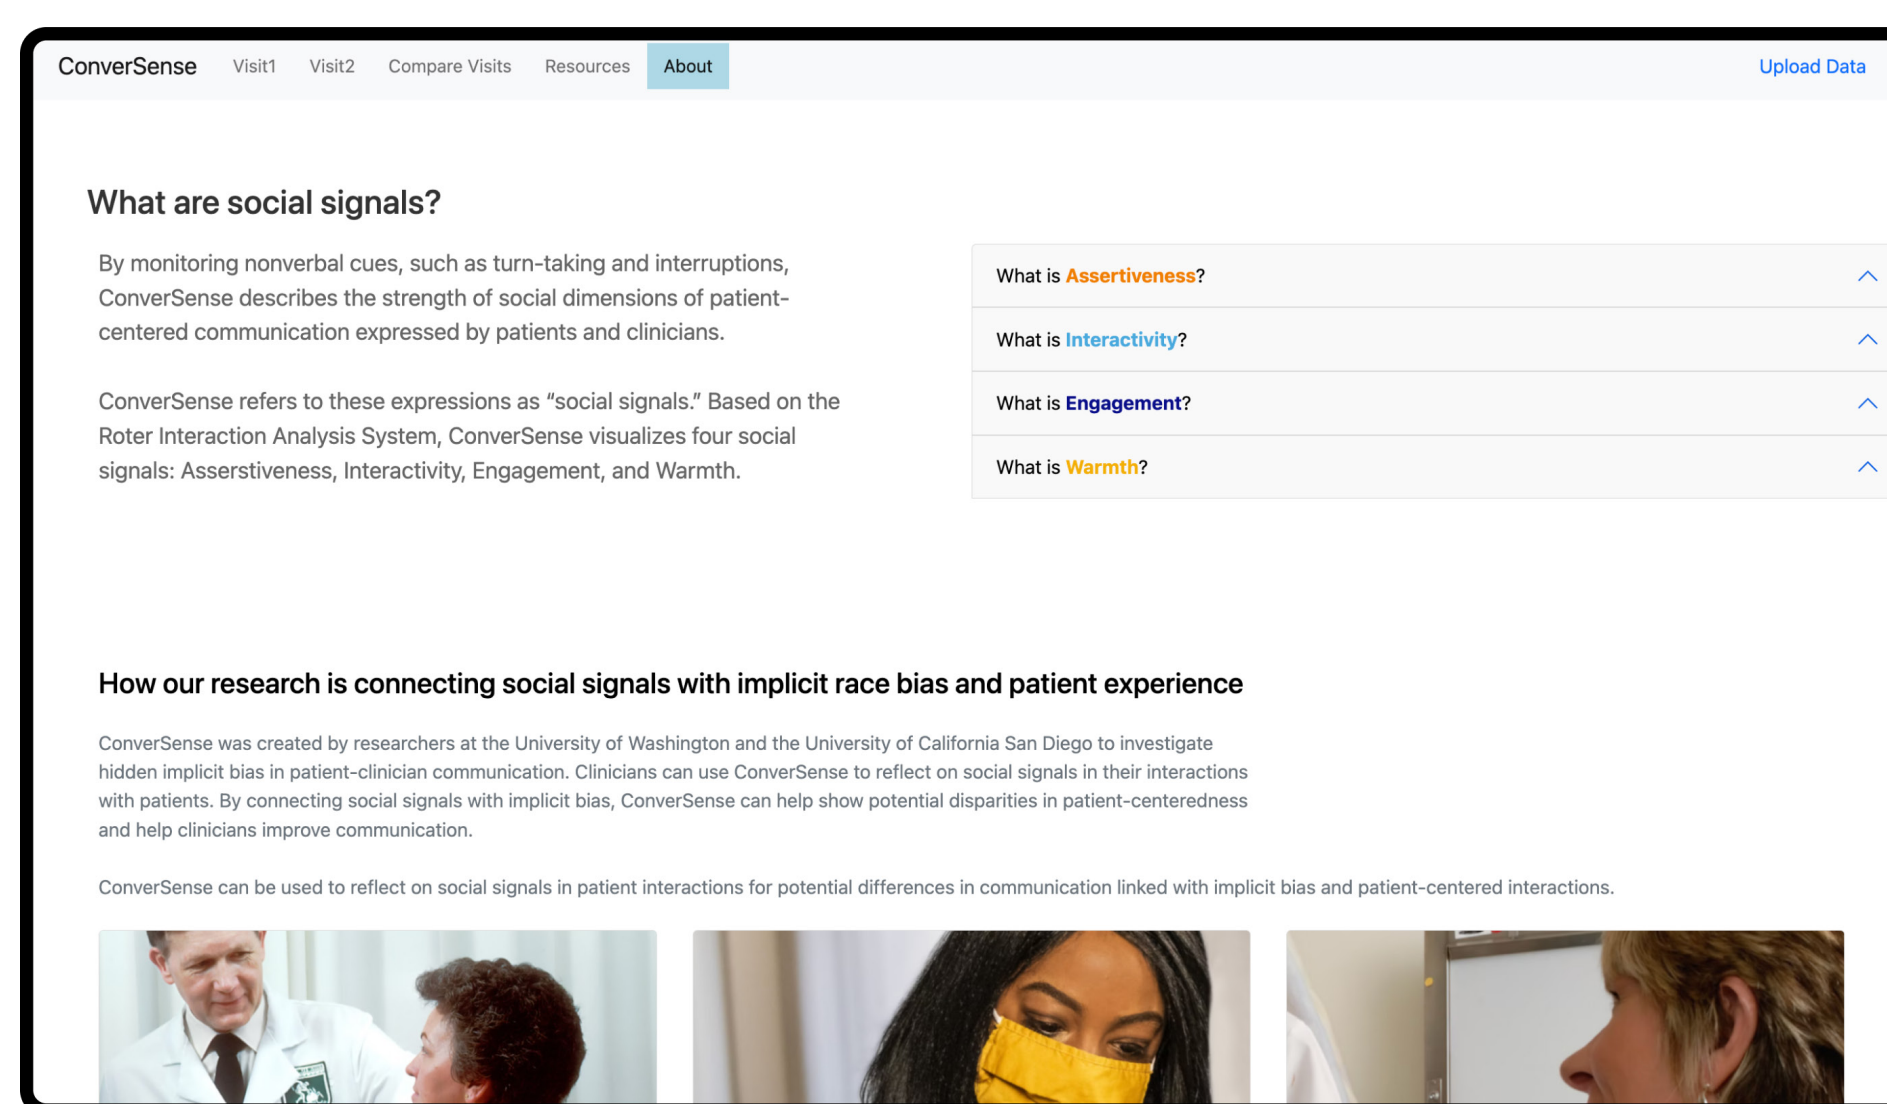 ConverSense Visit1 Visit2 Compare Visits Resources About Upload Data
What are social signals?
By monitoring nonverbal cues, such as turn-taking and interruptions,
ConverSense describes the strength of social dimensions of patient-
centered communication expressed by patients and clinicians.
ConverSense refers to these expressions as “social signals.” Based on the
Roter Interaction Analysis System, ConverSense visualizes four social
signals: Asserstiveness, Interactivity, Engagement, and Warmth.
What is Assertiveness?
What is Interactivity?
What is Engagement?
What is Warmth?
How our research is connecting social signals with implicit race bias and patient experience
ConverSense was created by researchers at the University of Washington and the University of California San Diego to investigate
hidden implicit bias in patient-clinician communication. Clinicians can use ConverSense to reflect on social signals in their interactions
with patients. By connecting social signals with implicit bias, ConverSense can help show potential disparities in patient-centeredness
and help clinicians improve communication.
ConverSense can be used to reflect on social signals in patient interactions for potential differences in communication linked with implicit bias and patient-centered interactions.